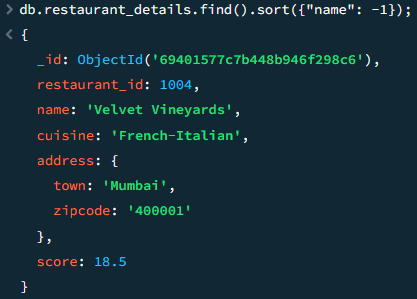 > db.restaurant_details.find().sort({"name": -1});
< {
_id: ObjectId('69401577c7b448b946f298c6'),
restaurant_id: 1004,
name: 'Velvet Vineyards',
cuisine: 'French-Italian',
address: {
town: 'Mumbai',
zipcode: '400001'
},
score: 18.5
}